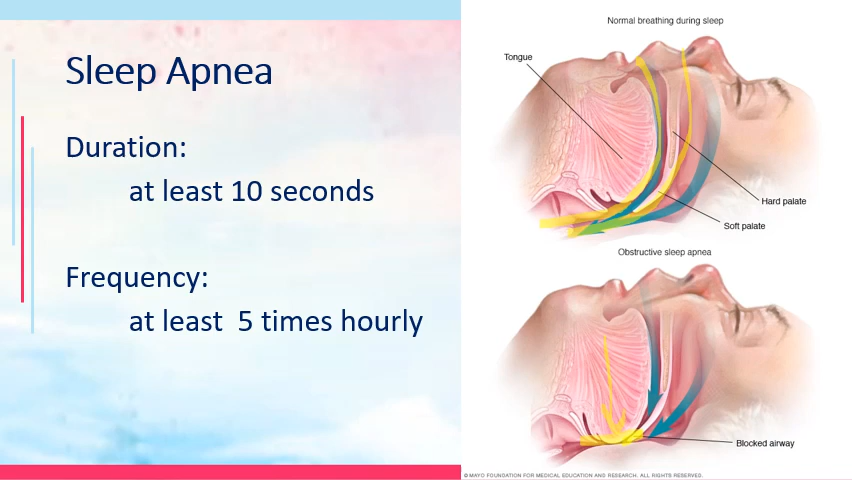 Sleep Apnea
Duration:
at least 10 seconds
Frequency:
at least  5 times hourly
Normal breathing during sleep
Tongue
Hard palate
Soft palate
Obstructive sleep apnea
Blocked airway
© MAYO FOUNDATION FOR MEDICAL EDUCATION AND RESEARCH. ALL RIGHTS RESERVED.